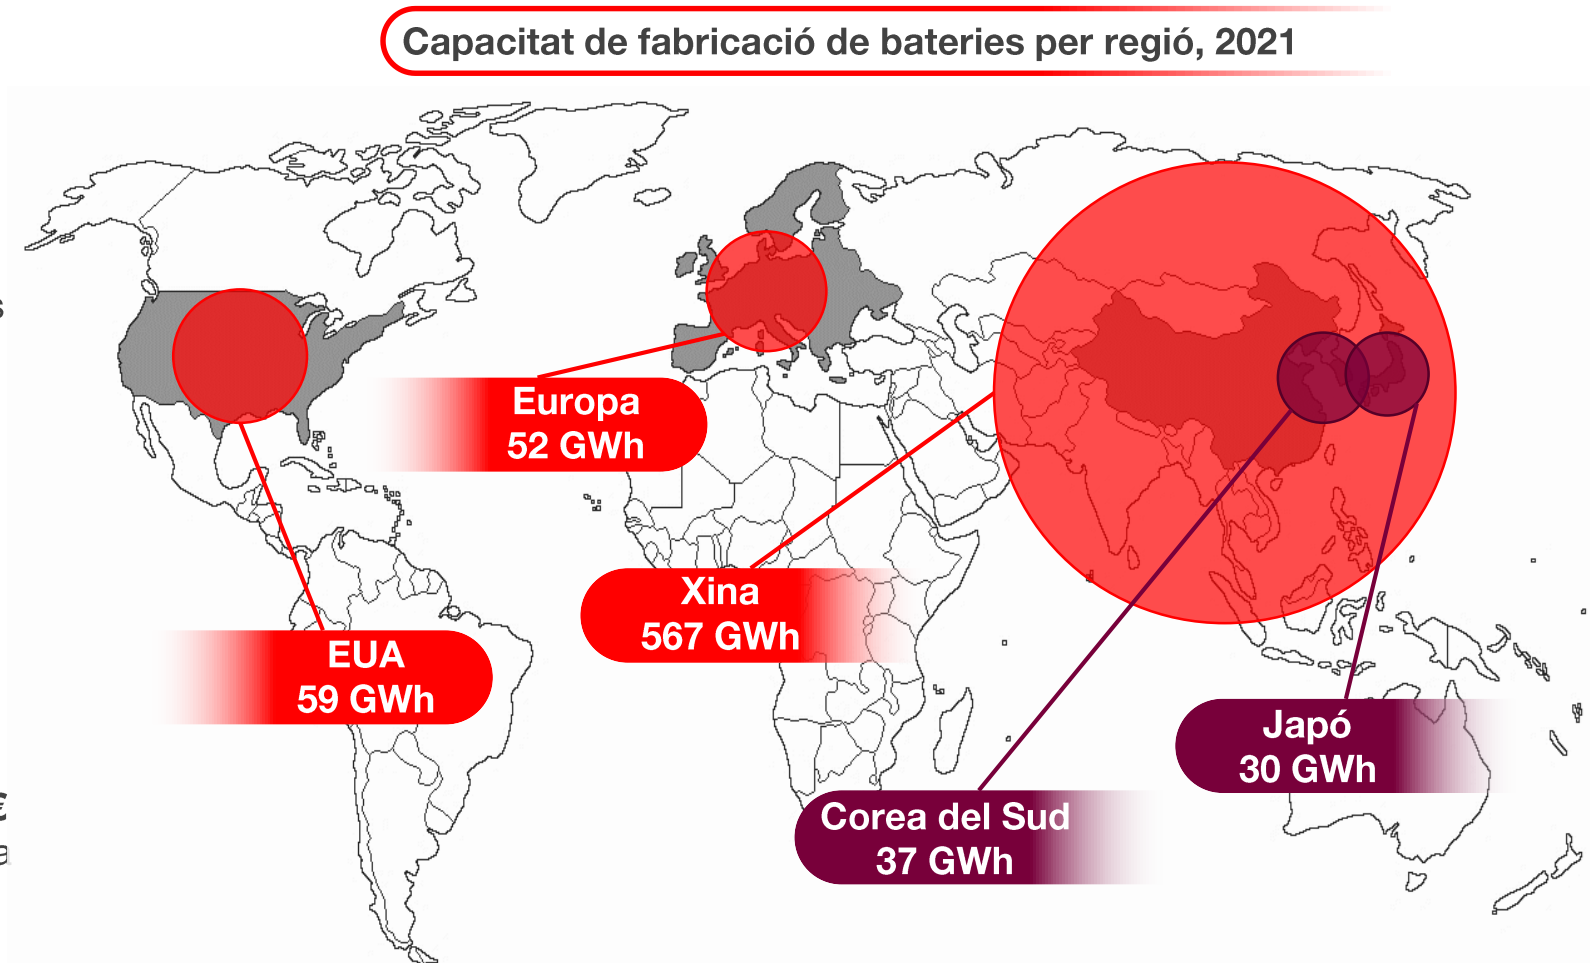 Capacitat de fabricació de bateries per regió, 2021
Europa
52 GWh
Xina
567 GWh
EUA
59 GWh
Japó
30 GWh
Corea del Sud
37 GWh
€